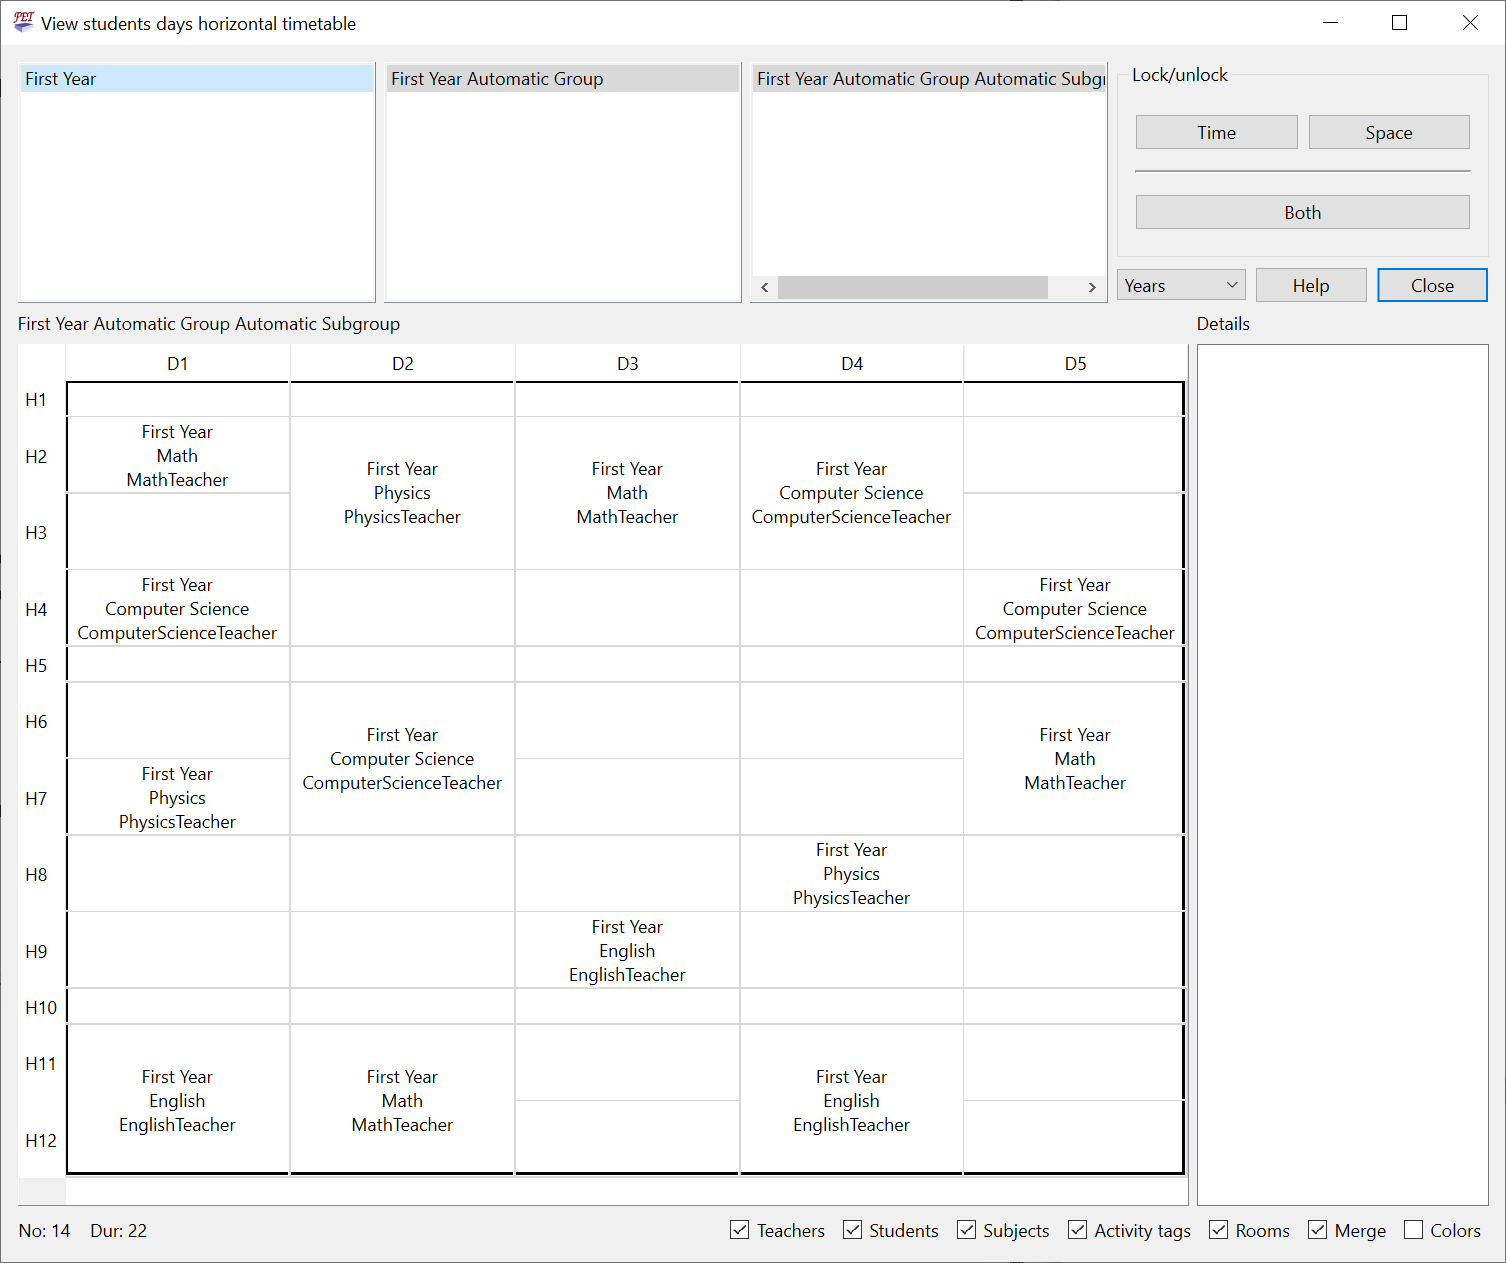 FET View students days horizontal timetable
First Year
First Year Automatic Group
First Year Automatic Group Automatic Subgr
Lock/unlock
Time
Space
Both
Years
Help
Close
First Year Automatic Group Automatic Subgroup
Details
D1 D2 D3 D4 D5
H1
H2
First Year
Math
MathTeacher
First Year
Physics
PhysicsTeacher
First Year
Math
MathTeacher
First Year
Computer Science
ComputerScienceTeacher
H3
H4
First Year
Computer Science
ComputerScienceTeacher
First Year
Computer Science
ComputerScienceTeacher
H5
H6
First Year
Computer Science
ComputerScienceTeacher
First Year
Math
MathTeacher
H7
First Year
Physics
PhysicsTeacher
H8
First Year
Physics
PhysicsTeacher
H9
First Year
English
EnglishTeacher
H10
H11
First Year
English
EnglishTeacher
First Year
Math
MathTeacher
First Year
English
EnglishTeacher
H12
No: 14 Dur: 22
Teachers Students Subjects Activity tags Rooms Merge Colors